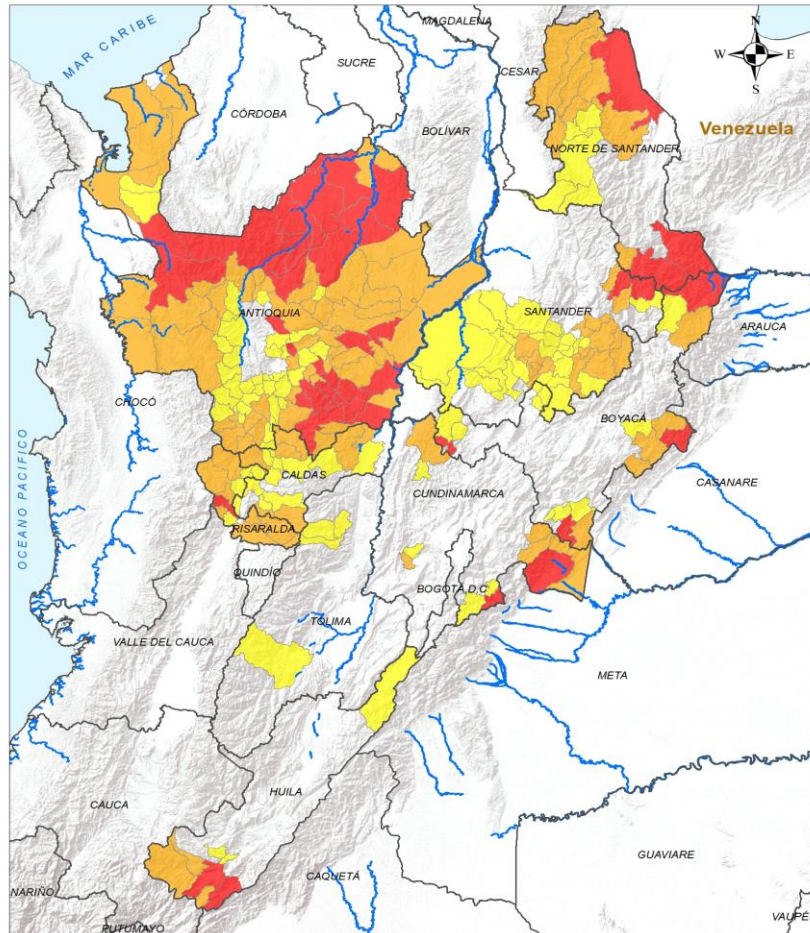 MAR CARIBE
MAGDALENA
N
W
E
S
SUCRE
CESAR
CÓRDOBA
BOLÍVAR
Venezuela
NORTE DE SANTANDER
ANTIOQUIA
SANTANDER
ARAUCA
CHOCÓ
BOYACÁ
CALDAS
CASANARE
CUNDINAMARCA
OCEANO PACIFICO
RISARALDA
QUINDÍO
BOGOTÁ, D.C
TOLIMA
VALLE DEL CAUCA
META
HUILA
CAUCA
GUAVIARE
CAQUETÁ
NARIÑO
PUTUMAYO
VAUPÉ